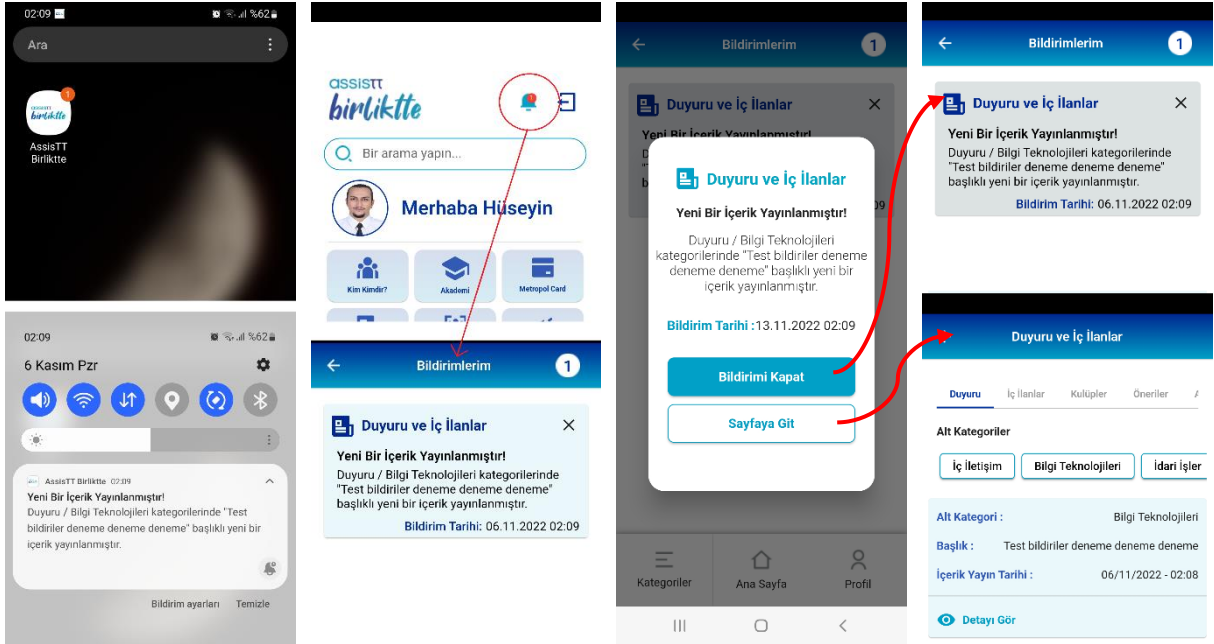 02:09
%62
Ara
1
assistt
birliktte
AssisTT
Birliktte
02:09
%62
6 Kasım Pzr
AssisTT Birliktte 02:09
Yeni Bir İçerik Yayınlanmıştır!
Duyuru / Bilgi Teknolojileri kategorilerinde "Test
bildiriler deneme deneme deneme" başlıklı yeni bir
içerik yayınlanmıştır.
Bildirim ayarları Temizle
assistt
birliktte
1
Bir arama yapın...
Merhaba Hüseyin
Kim Kimdir?
Akademi
Metropol Card
Bildirimlerim
1
Duyuru ve İç İlanlar
Yeni Bir İçerik Yayınlanmıştır!
Duyuru / Bilgi Teknolojileri kategorilerinde
"Test bildiriler deneme deneme deneme"
başlıklı yeni bir içerik yayınlanmıştır.
Bildirim Tarihi: 06.11.2022 02:09
Bildirimlerim
1
Duyuru ve İç İlanlar
Yeni Bir İçerik Yayınlanmıştır!
D
b
09
Duyuru ve İç İlanlar
Yeni Bir İçerik Yayınlanmıştır!
Duyuru / Bilgi Teknolojileri
kategorilerinde "Test bildiriler deneme
deneme deneme" başlıklı yeni bir
içerik yayınlanmıştır.
Bildirim Tarihi :13.11.2022 02:09
Bildirimi Kapat
Sayfaya Git
Kategoriler
Ana Sayfa
Profil
Bildirimlerim
1
Duyuru ve İç İlanlar
Yeni Bir İçerik Yayınlanmıştır!
Duyuru / Bilgi Teknolojileri kategorilerinde
"Test bildiriler deneme deneme deneme"
başlıklı yeni bir içerik yayınlanmıştır.
Bildirim Tarihi: 06.11.2022 02:09
Duyuru ve İç İlanlar
Duyuru İç İlanlar Kulüpler Öneriler
Alt Kategoriler
İç İletişim Bilgi Teknolojileri İdari İşler
Alt Kategori : Bilgi Teknolojileri
Başlık : Test bildiriler deneme deneme deneme
İçerik Yayın Tarihi : 06/11/2022 - 02:08
Detayı Gör